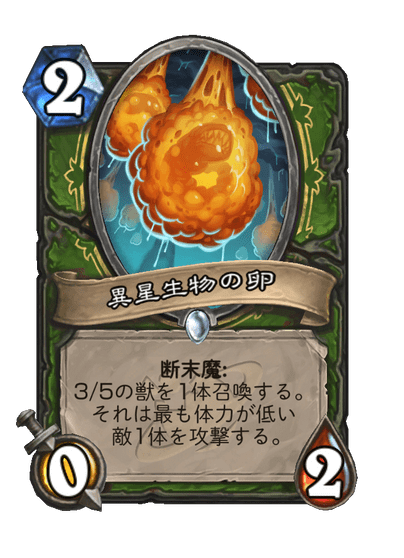 2
異星生物の卵
断末魔:
3/5の獣を1体召喚する。
それは最も体力が低い
敵1体を攻撃する。
0
2